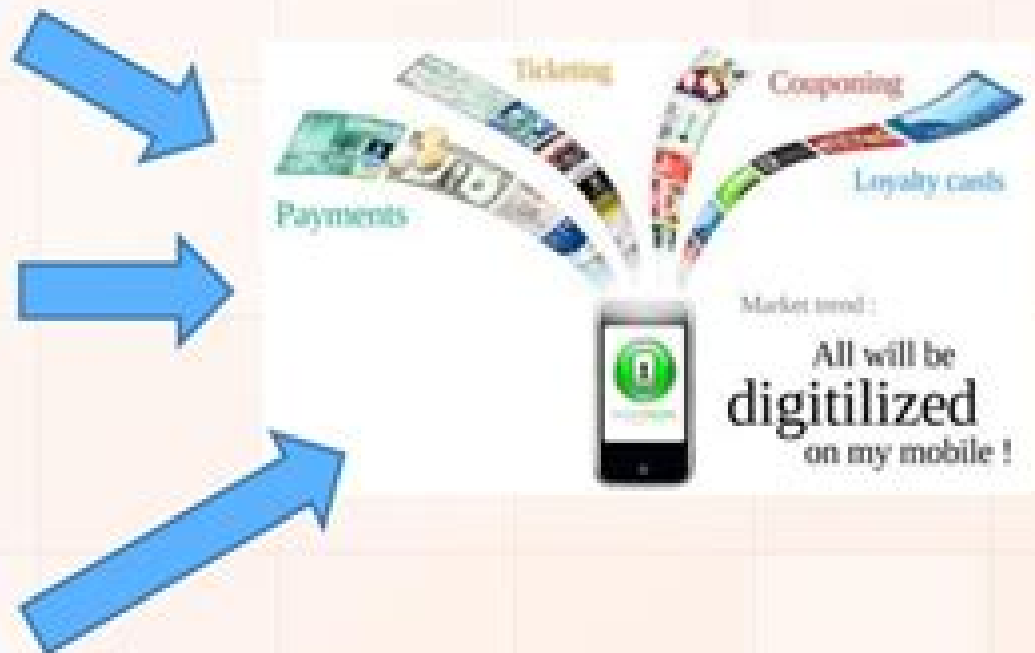 Ticketing
Couponing
Loyalty cards
Payments
Market trend :
All will be
digitilized
on my mobile !